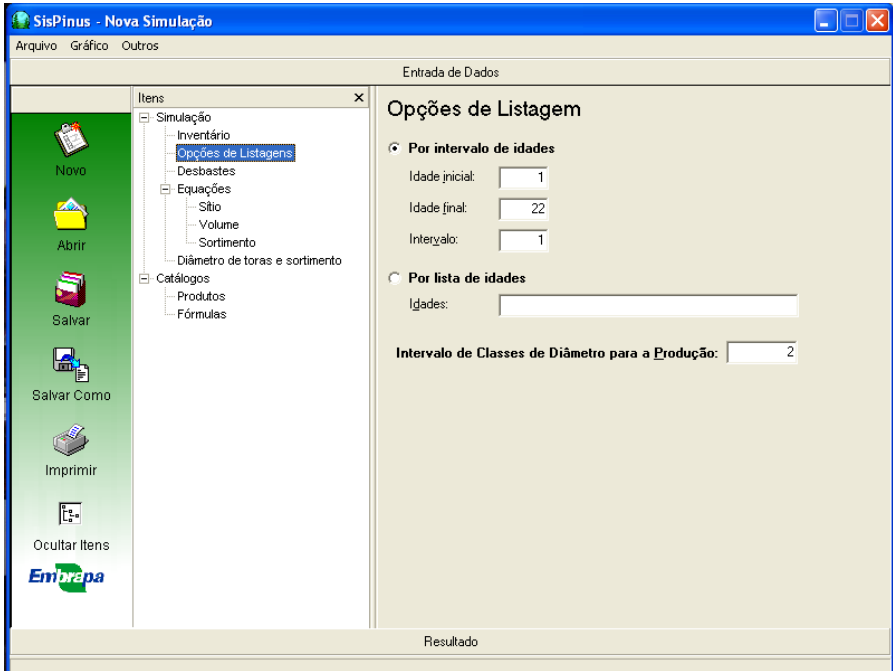 SisPinus - Nova Simulação
Arquivo Gráfico Outros
Entrada de Dados
Novo
Abrir
Salvar
Salvar Como
Imprimir
Ocultar Itens
Embrapa
Itens
Simulação
Inventário
Opções de Listagens
Desbastes
Equações
Sítio
Volume
Sortimento
Diâmetro de toras e sortimento
Catálogos
Produtos
Fórmulas
Opções de Listagem
Por intervalo de idades
Idade inicial: 1
Idade final: 22
Intervalo: 1
Por lista de idades
Idades:
Intervalo de Classes de Diâmetro para a Produção: 2
Resultado